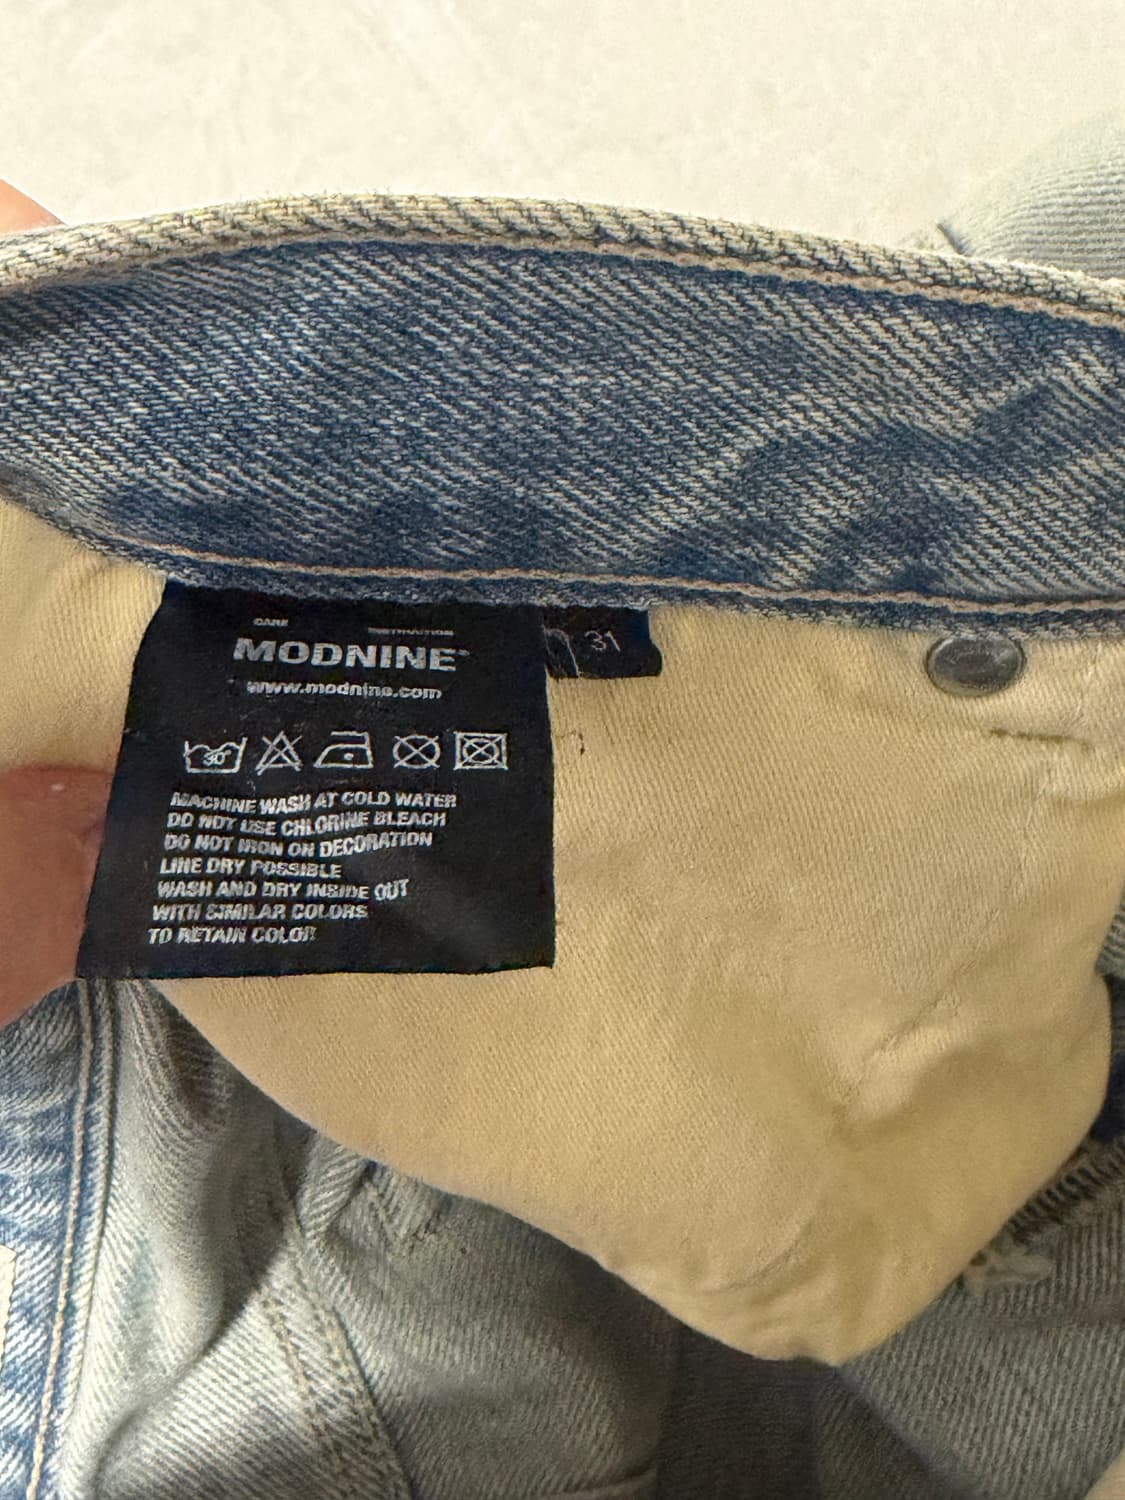 CARE INSTRUCTION
MODNINE
www.modnine.com
30°
MACHINE WASH AT COLD WATER
DO NOT USE CHLORINE BLEACH
DO NOT IRON ON DECORATION
LINE DRY POSSIBLE
WASH AND DRY INSIDE OUT
WITH SIMILAR COLORS
TO RETAIN COLOR
31